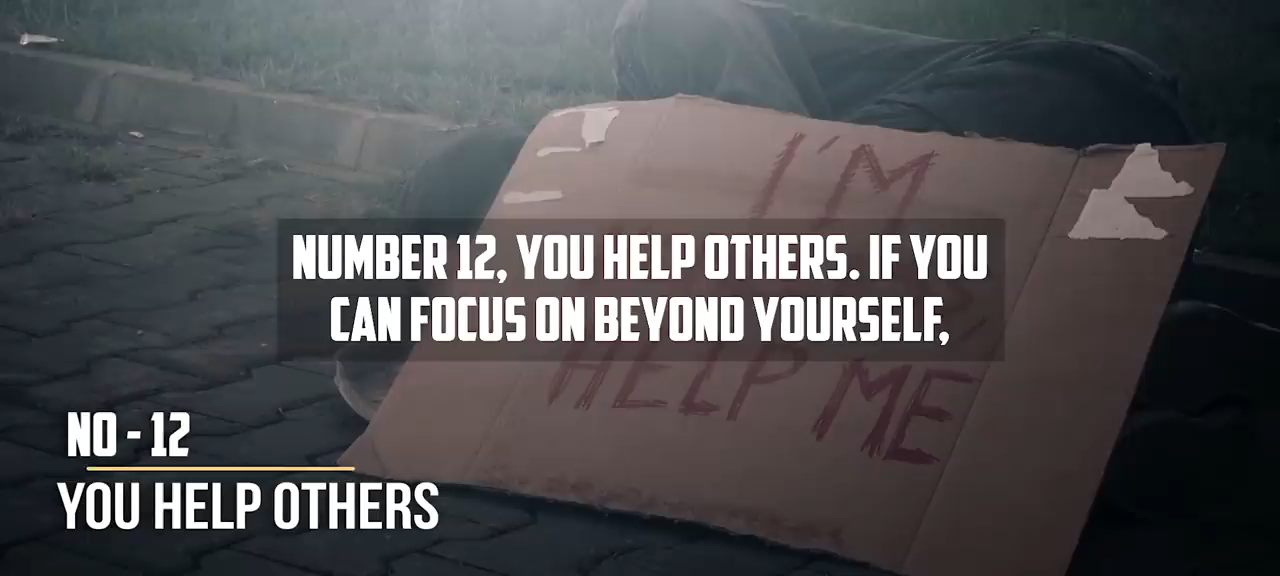 I'M
NUMBER 12, YOU HELP OTHERS. IF YOU
CAN FOCUS ON BEYOND YOURSELF,
HELP ME
NO - 12
YOU HELP OTHERS